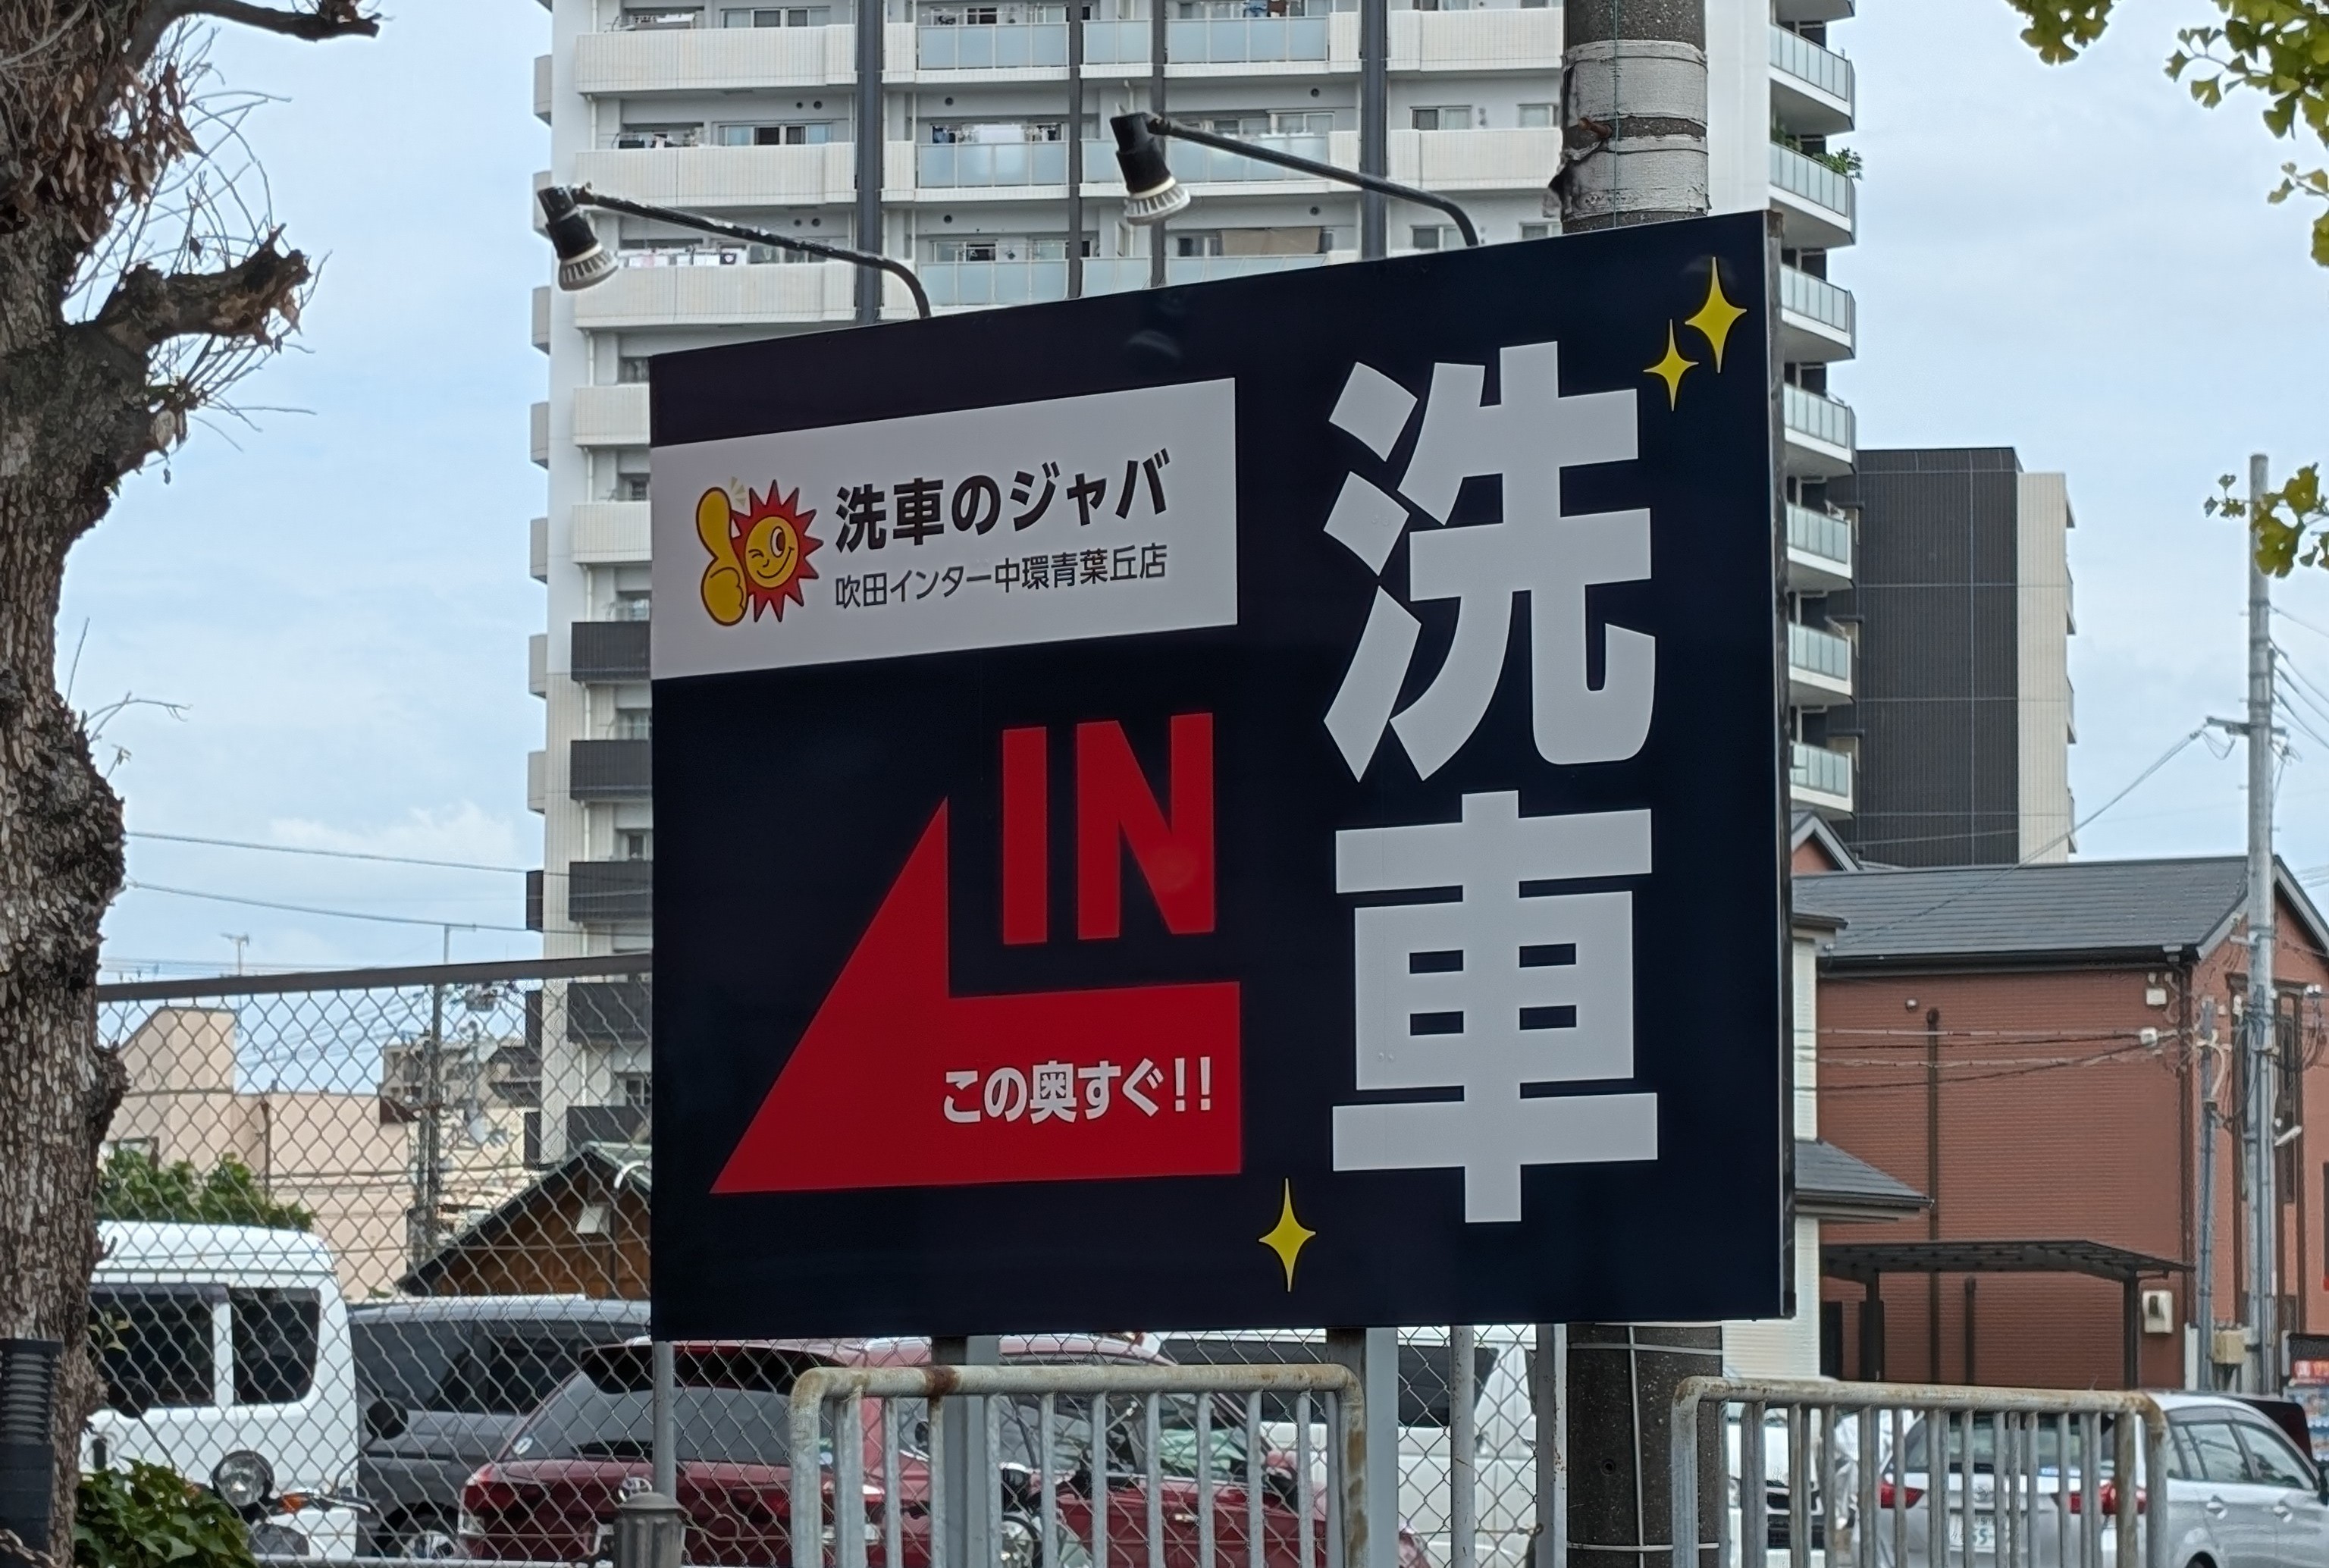 洗車のジャバ
吹田インター中環青葉丘店
IN
この奥すぐ!!
洗車